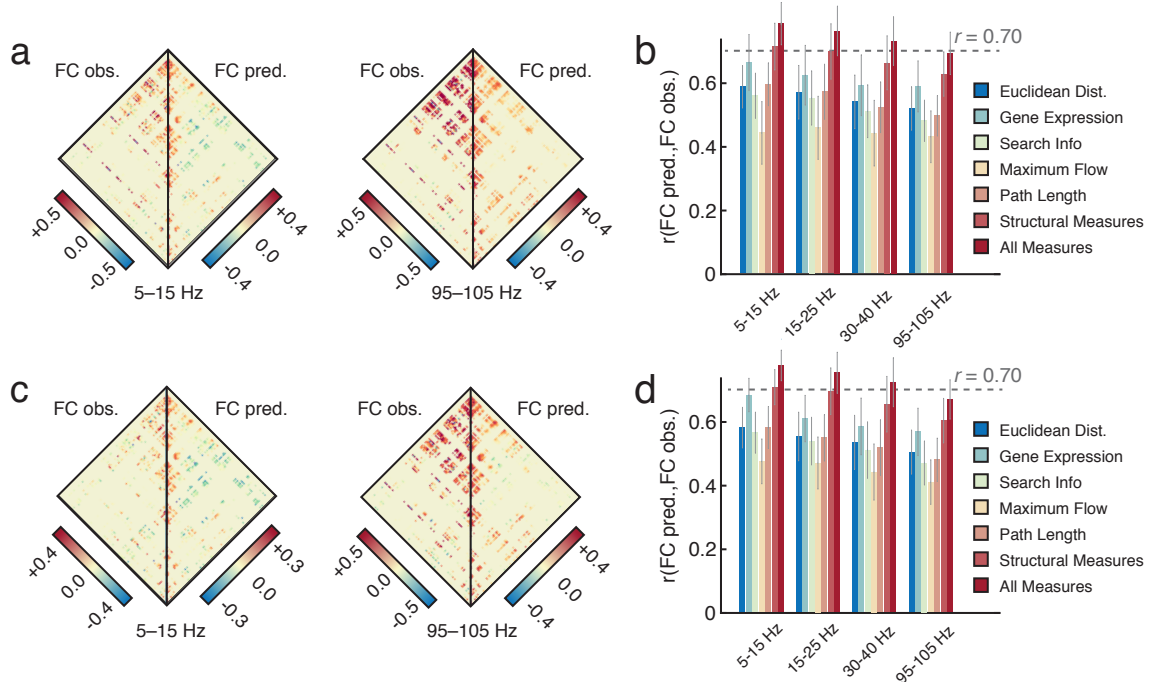 a
FC obs.
FC pred.
+0.5
0.0
-0.5
+0.4
0.0
-0.4
5–15 Hz
FC obs.
FC pred.
+0.5
0.0
-0.5
+0.4
0.0
-0.4
95–105 Hz
b
r(FC pred.,FC obs.)
0.6
0.4
0.2
0
r = 0.70
5-15 Hz
15-25 Hz
30-40 Hz
95-105 Hz
Euclidean Dist.
Gene Expression
Search Info
Maximum Flow
Path Length
Structural Measures
All Measures
c
FC obs.
FC pred.
+0.4
0.0
-0.4
+0.3
0.0
-0.3
5–15 Hz
FC obs.
FC pred.
+0.5
0.0
-0.5
+0.4
0.0
-0.4
95–105 Hz
d
r(FC pred.,FC obs.)
0.6
0.4
0.2
0
r = 0.70
5-15 Hz
15-25 Hz
30-40 Hz
95-105 Hz
Euclidean Dist.
Gene Expression
Search Info
Maximum Flow
Path Length
Structural Measures
All Measures